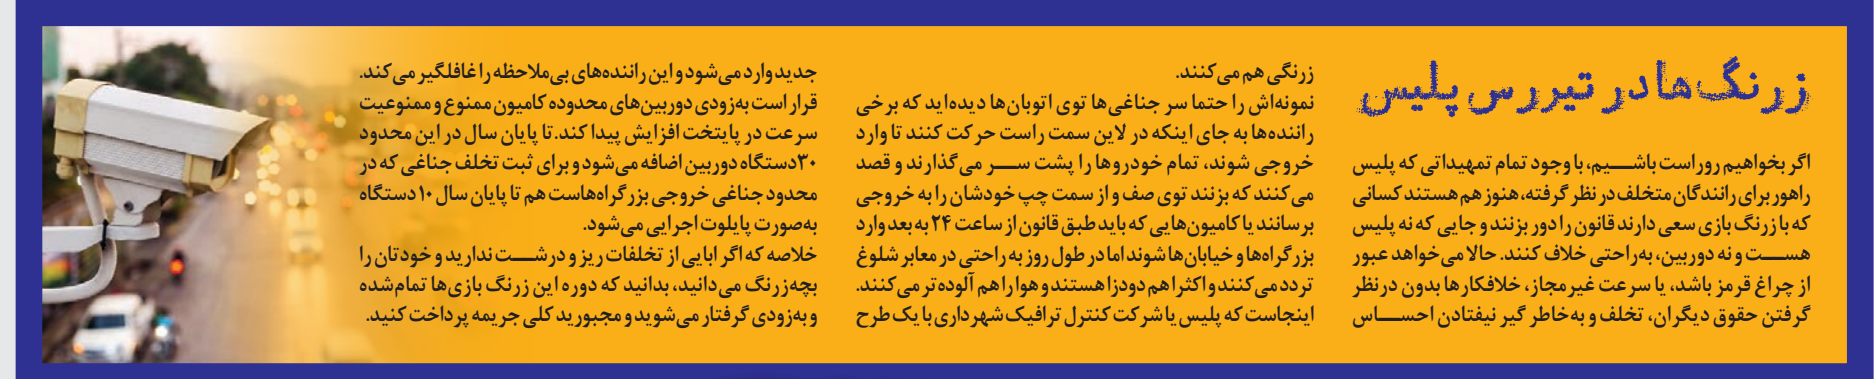 زرنگ‌ها در تیررس پلیس
اگر بخواهیم روراست باشیم، با وجود تمام تمهیداتی که پلیس
راهور برای رانندگان متخلف در نظر گرفته، هنوز هم هستند کسانی
که با زرنگ بازی سعی دارند قانون را دور بزنند و جایی که نه پلیس
هست و نه دوربین، به‌راحتی خلاف کنند. حالا می‌خواهد عبور
از چراغ قرمز باشد، یا سرعت غیرمجاز، خلافکارها بدون درنظر
گرفتن حقوق دیگران، تخلف و به‌خاطر گیر نیفتادن احساس
زرنگی هم می‌کنند.
نمونه‌اش را حتما سر جناغی‌ها توی اتوبان‌ها دیده‌اید که برخی
راننده‌ها به جای اینکه در لاین سمت راست حرکت کنند تا وارد
خروجی شوند، تمام خودروها را پشت سر می‌گذارند و قصد
می‌کنند که بزنند توی صف و از سمت چپ خودشان را به خروجی
برسانند یا کامیون‌هایی که باید طبق قانون از ساعت ۲۴ به بعد وارد
بزرگراه‌ها و خیابان‌ها شوند اما در طول روز به راحتی در معابر شلوغ
تردد می‌کنند و اکثرا هم دودزا هستند و هوا را هم آلوده‌تر می‌کنند.
اینجاست که پلیس یا شرکت کنترل ترافیک شهرداری با یک طرح
جدید وارد می‌شود و این راننده‌های بی‌ملاحظه را غافلگیر می‌کند.
قرار است به‌زودی دوربین‌های محدوده کامیون ممنوع و ممنوعیت
سرعت در پایتخت افزایش پیدا کند. تا پایان سال در این محدود
۳۰دستگاه دوربین اضافه می‌شود و برای ثبت تخلف جناغی که در
محدود جناغی خروجی بزرگراه‌هاست هم تا پایان سال ۱۰ دستگاه
به‌صورت پایلوت اجرایی می‌شود.
خلاصه که اگر ابایی از تخلفات ریز و درشت ندارید و خودتان را
بچه‌زرنگ می‌دانید، بدانید که دوره این زرنگ بازی‌ها تمام‌شده
و به‌زودی گرفتار می‌شوید و مجبورید کلی جریمه پرداخت کنید.